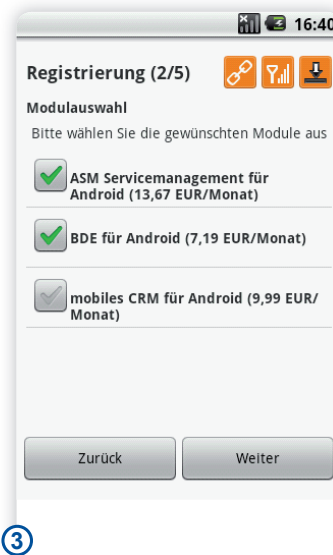 16:40
Registrierung (2/5)
Modulauswahl
Bitte wählen Sie die gewünschten Module aus
ASM Servicemanagement für
Android (13,67 EUR/Monat)
BDE für Android (7,19 EUR/Monat)
mobiles CRM für Android (9,99 EUR/
Monat)
Zurück Weiter
3